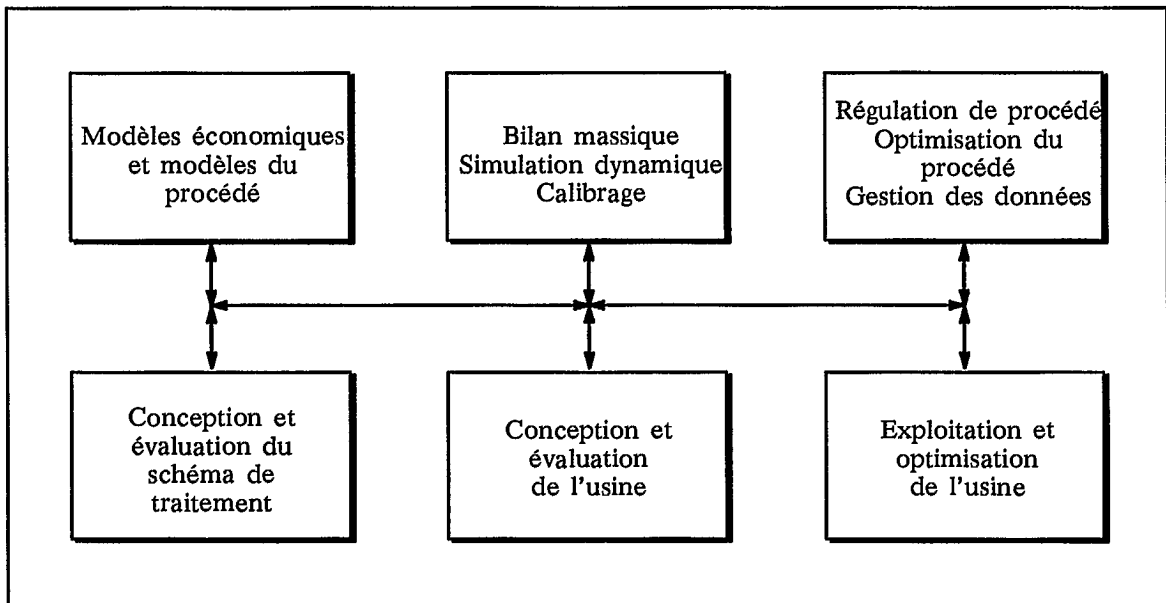 Modèles économiques
et modèles du
procédé
Bilan massique
Simulation dynamique
Calibrage
Régulation de procédé
Optimisation du
procédé
Gestion des données
Conception et
évaluation du
schéma de
traitement
Conception et
évaluation
de l'usine
Exploitation et
optimisation
de l'usine